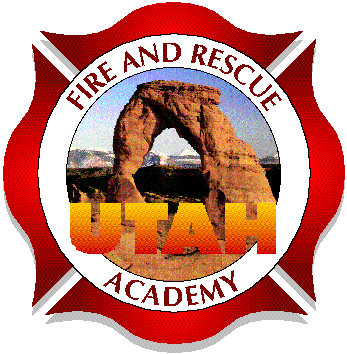 FIRE AND RESCUE
UTAH
ACADEMY